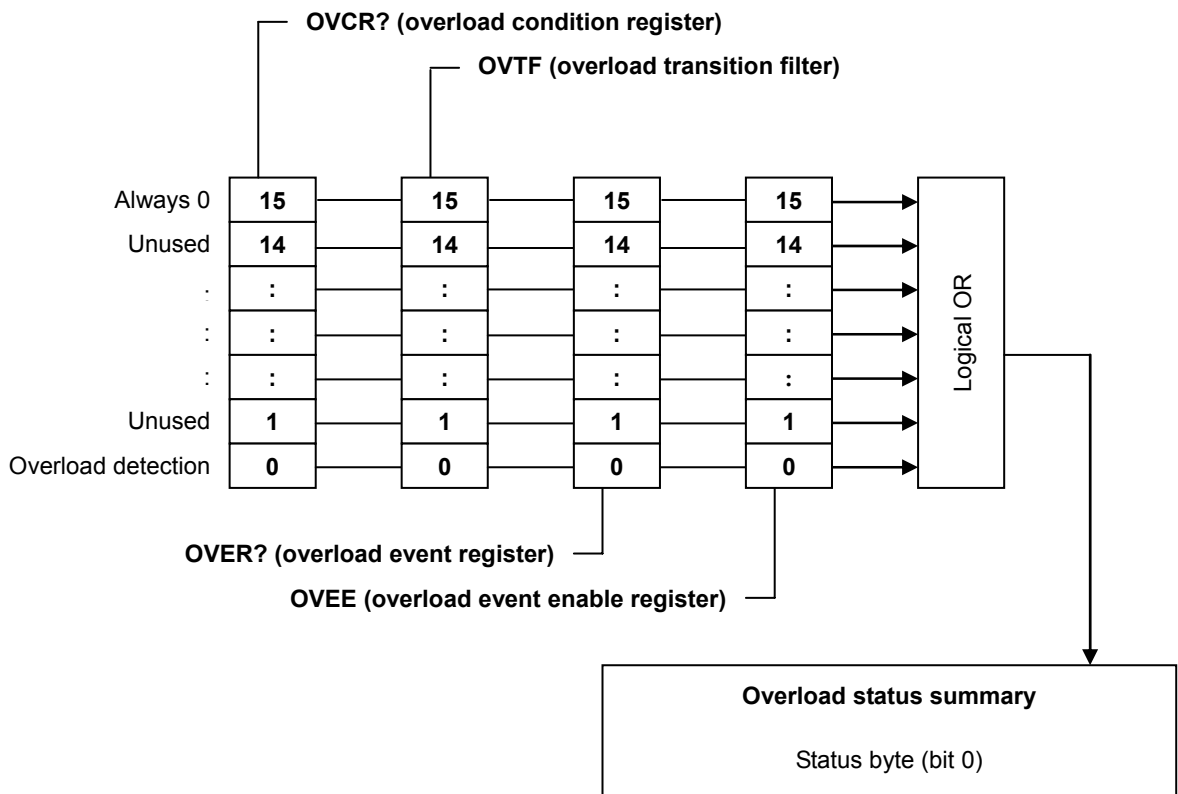 OVCR? (overload condition register)
OVTF (overload transition filter)
Always 0 15 15 15 15
Unused 14 14 14 14
: : : : :
: : : : :
: : : : :
Unused 1 1 1 1
Overload detection 0 0 0 0
Logical OR
OVER? (overload event register)
OVEE (overload event enable register)
Overload status summary
Status byte (bit 0)